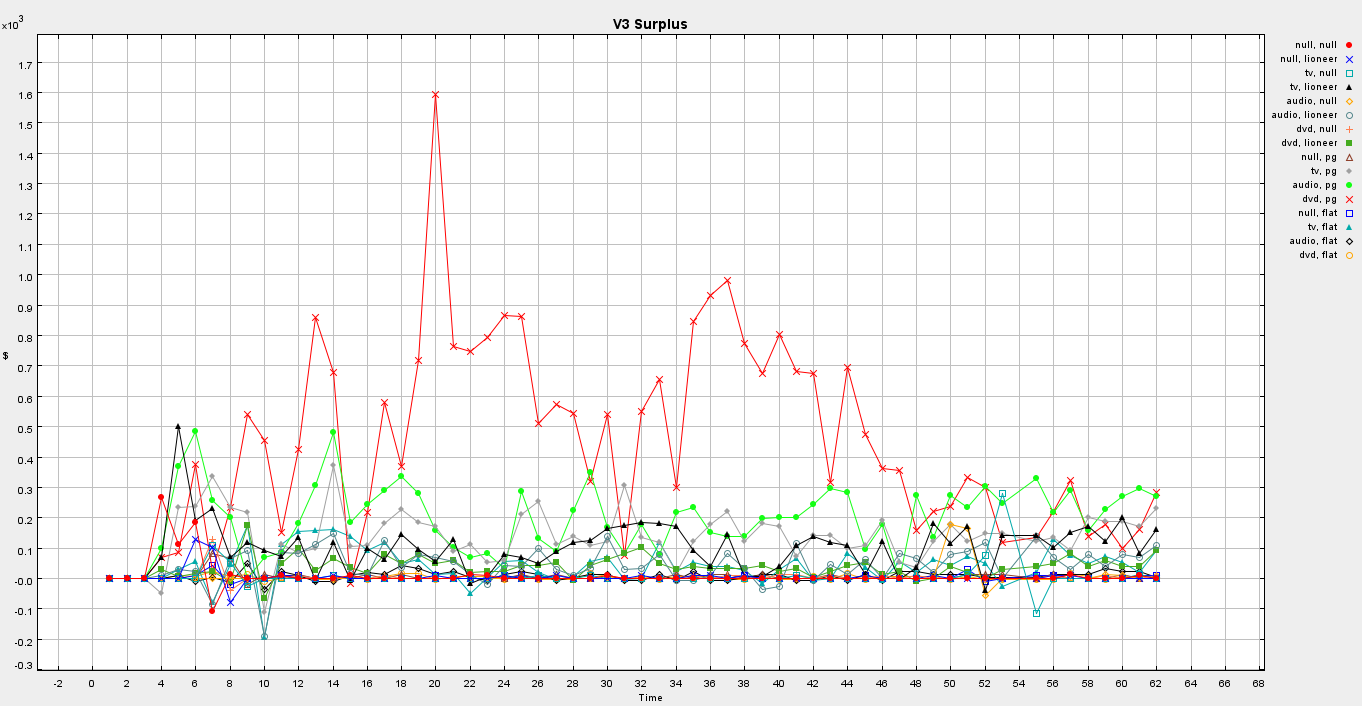 V3 Surplus
x10^3
1.7
1.6
1.5
1.4
1.3
1.2
1.1
1.0
0.9
0.8
0.7
0.6
0.5
0.4
0.3
0.2
0.1
-0.0
-0.1
-0.2
-0.3
$
-2 0 2 4 6 8 10 12 14 16 18 20 22 24 26 28 30 32 34 36 38 40 42 44 46 48 50 52 54 56 58 60 62 64 66 68
Time
null, null
null, lioneer
tv, null
tv, lioneer
audio, null
audio, lioneer
dvd, null
dvd, lioneer
null, pg
tv, pg
audio, pg
dvd, pg
null, flat
tv, flat
audio, flat
dvd, flat